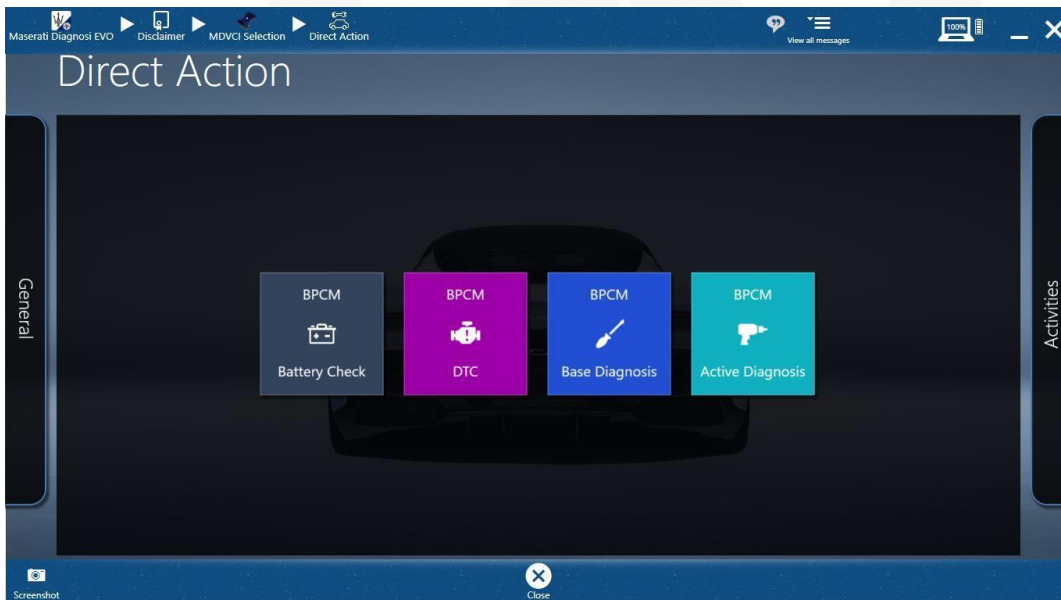 Maserati Diagnosi EVO
Disclaimer
MDVCI Selection
Direct Action
View all messages
100%
Direct Action
General
BPCM
Battery Check
BPCM
DTC
BPCM
Base Diagnosis
BPCM
Active Diagnosis
Activities
Screenshot
Close